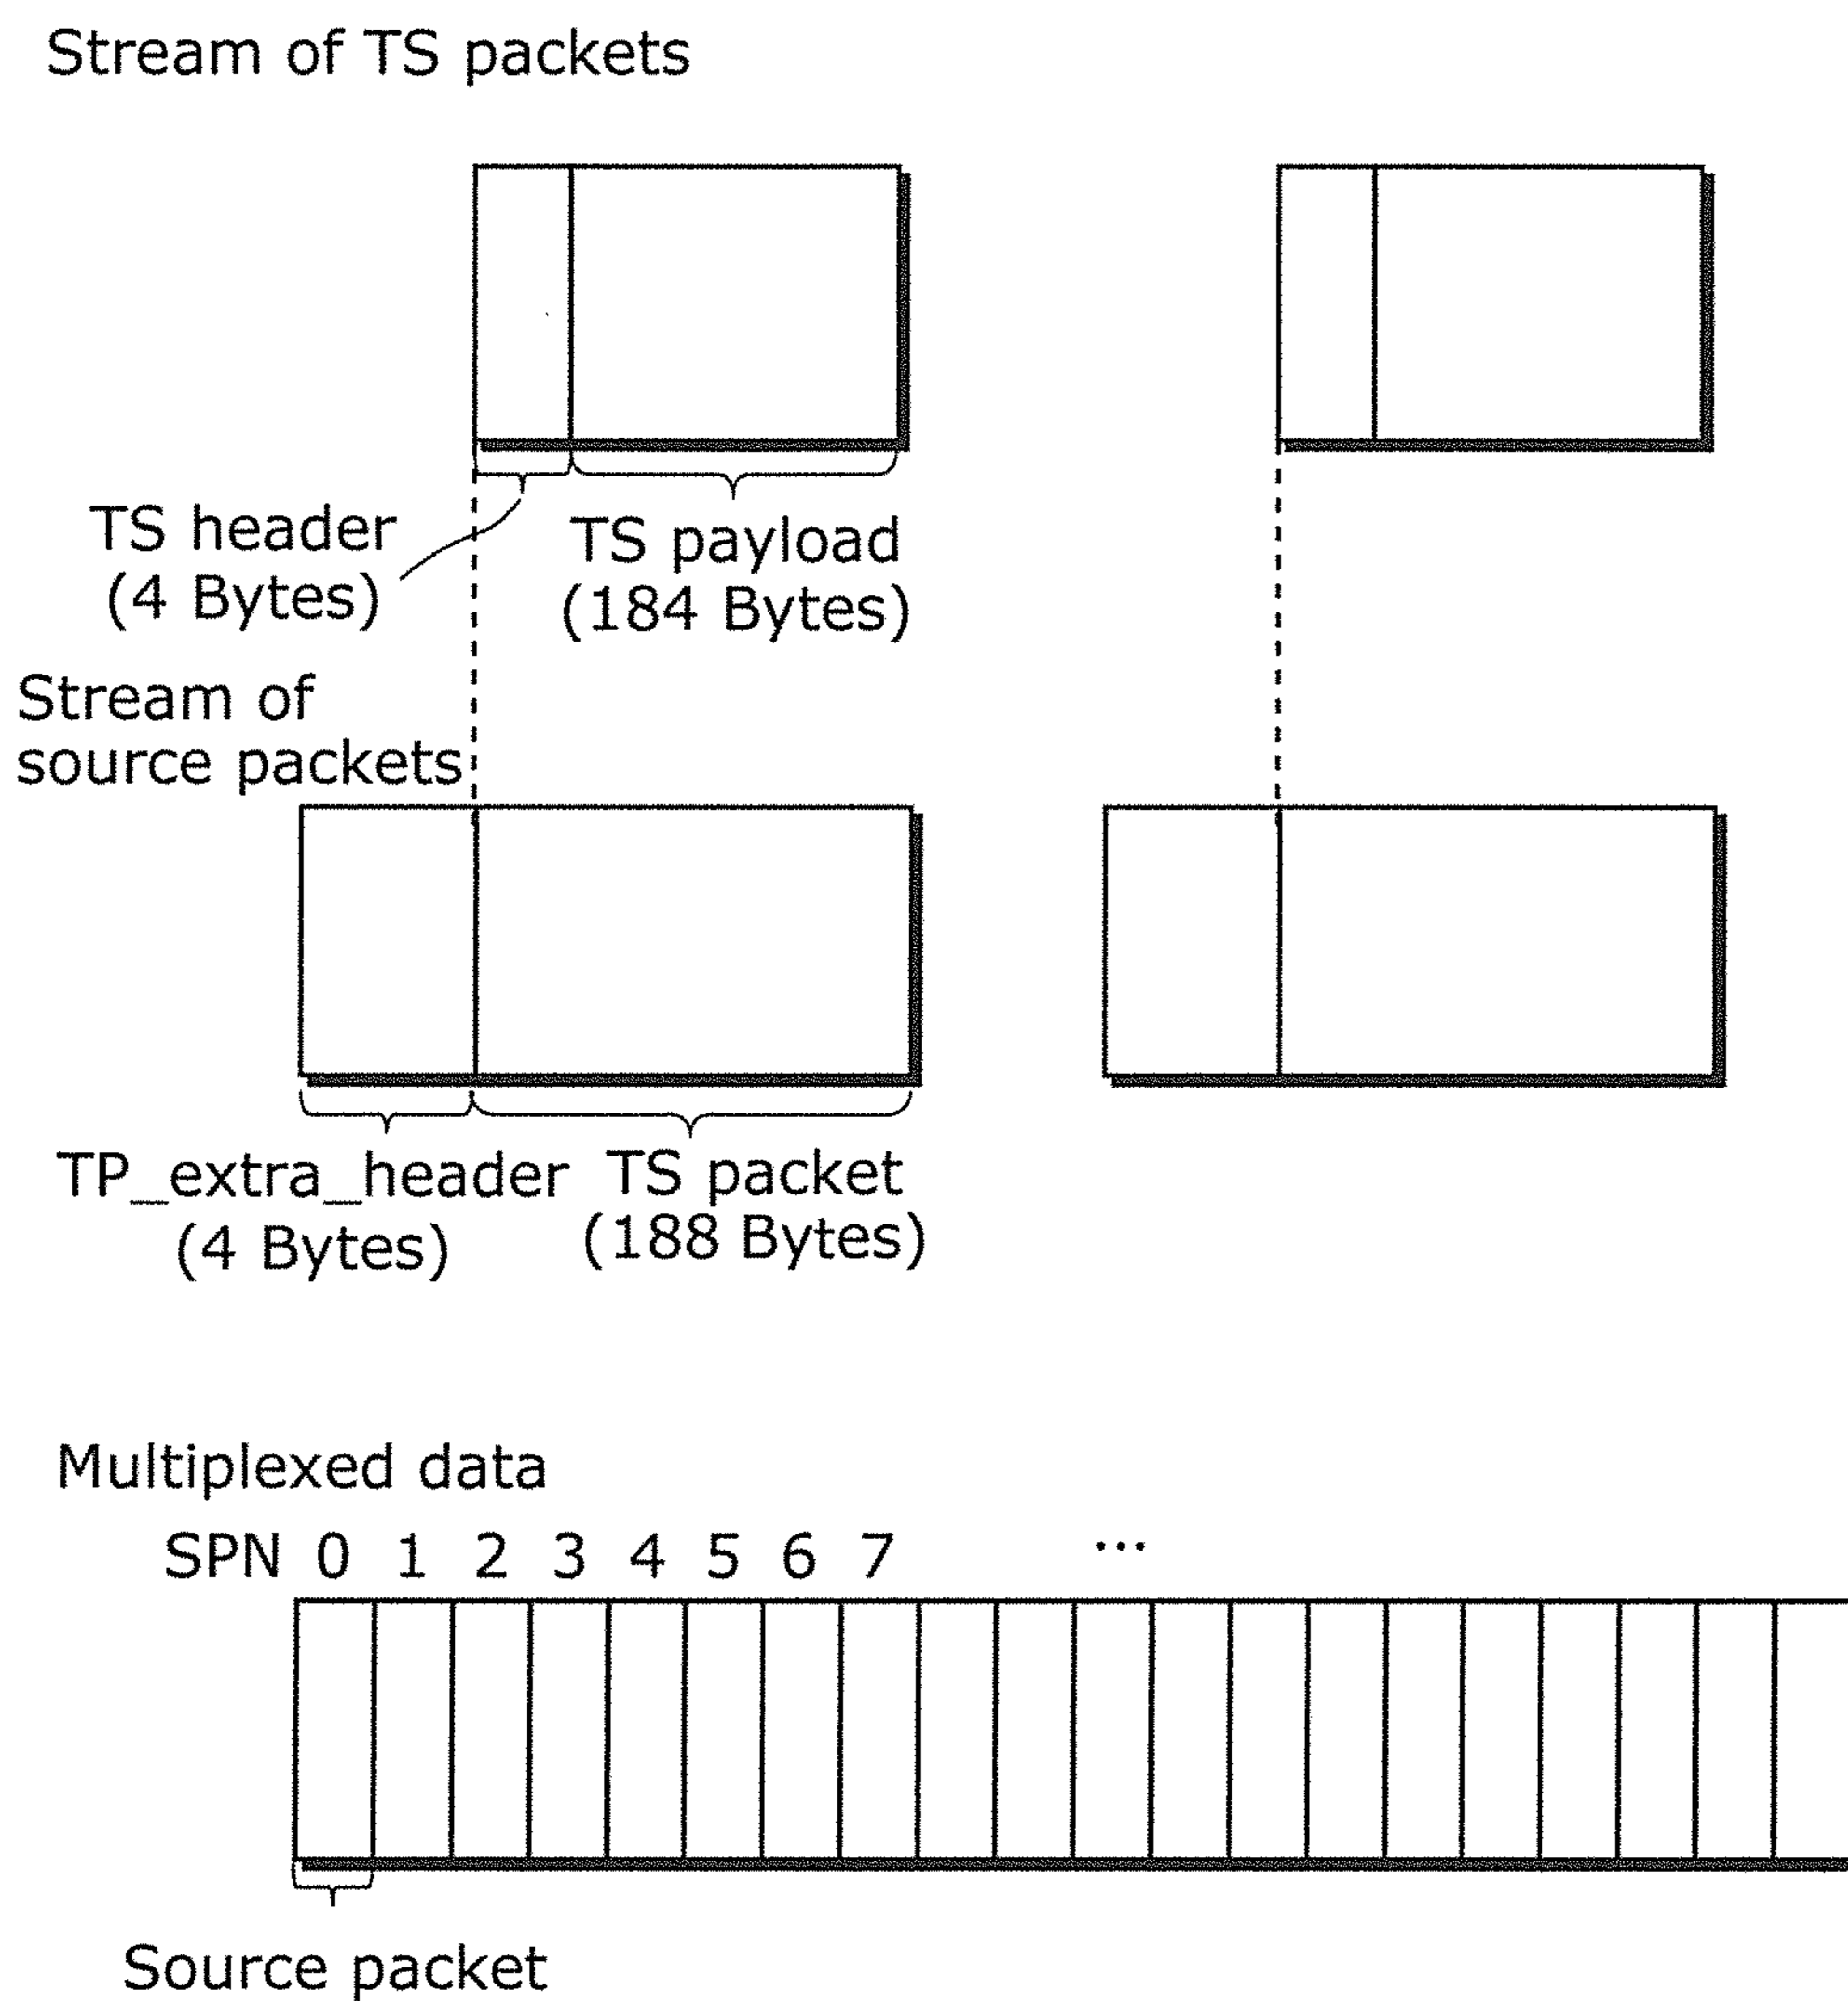 Stream of TS packets
TS header
(4 Bytes)
TS payload
(184 Bytes)
Stream of
source packets
TP_extra_header
(4 Bytes)
TS packet
(188 Bytes)
Multiplexed data
SPN 0 1 2 3 4 5 6 7 ...
Source packet